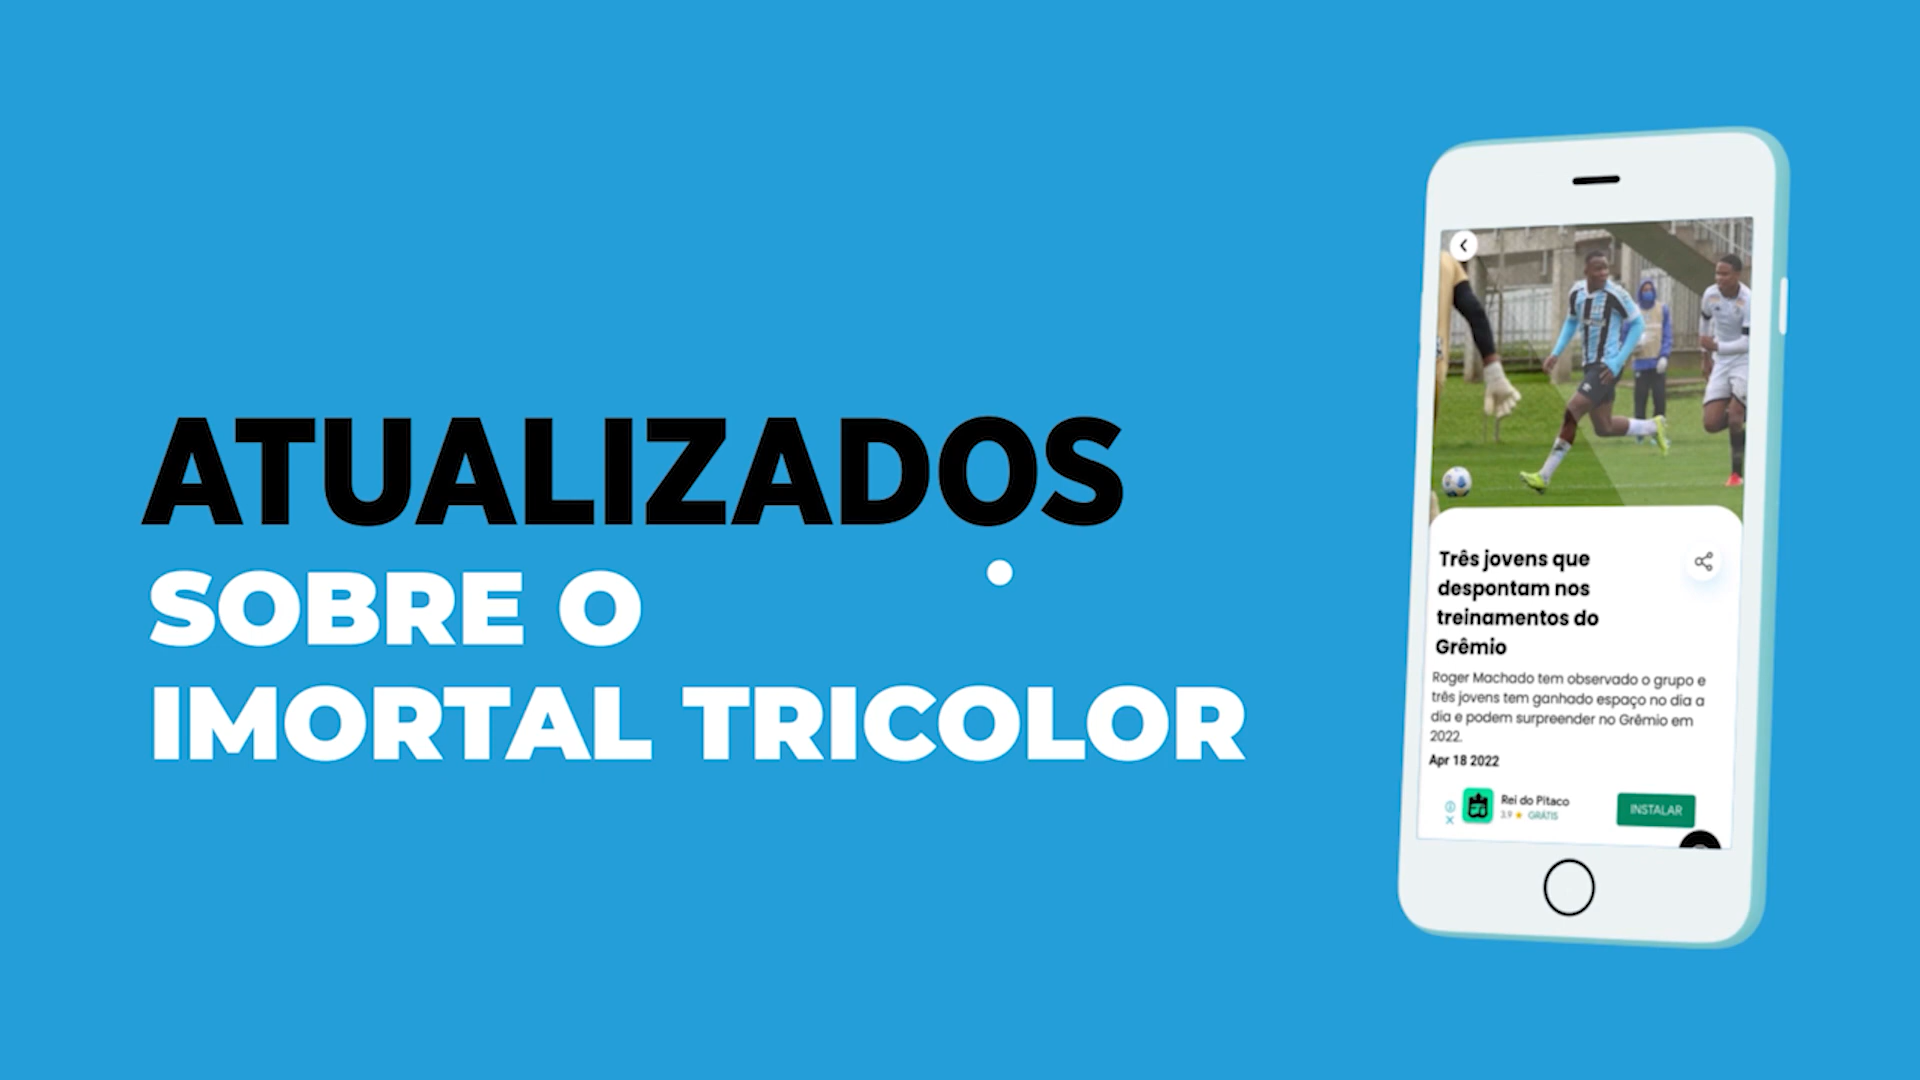 ATUALIZADOS
SOBRE O
IMORTAL TRICOLOR
Três jovens que
despontam nos
treinamentos do
Grêmio
Roger Machado tem observado o grupo e
três jovens tem ganhado espaço no dia a
dia e podem surpreender no Grêmio em
2022.
Apr 18 2022
Rei do Pitaco
3,9 ★ GRÁTIS
INSTALAR